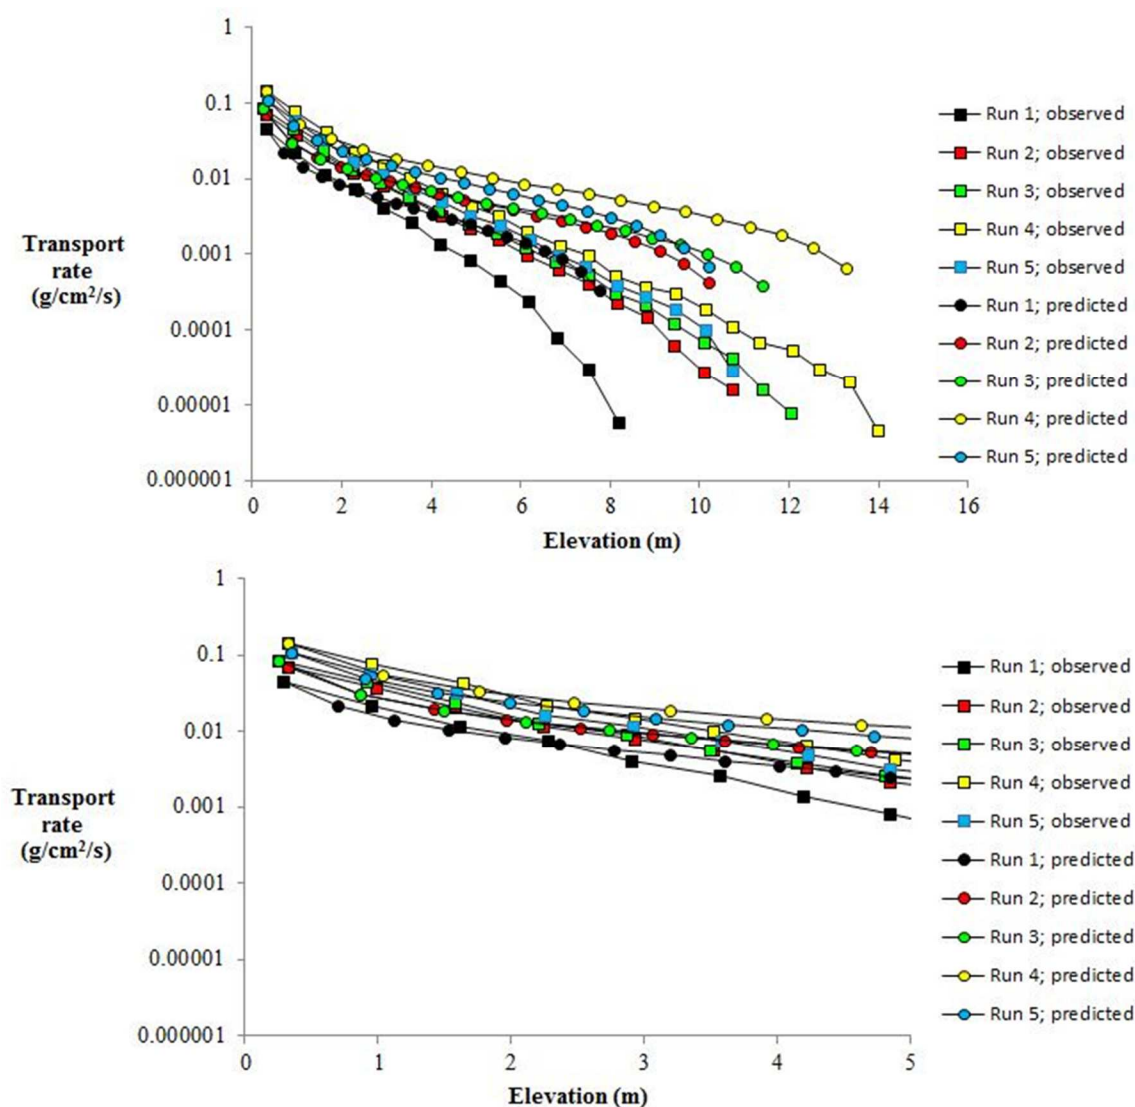 1
0.1
0.01
0.001
0.0001
0.00001
0.000001
Transport
rate
(g/cm²/s)
0 2 4 6 8 10 12 14 16
Elevation (m)
Run 1; observed
Run 2; observed
Run 3; observed
Run 4; observed
Run 5; observed
Run 1; predicted
Run 2; predicted
Run 3; predicted
Run 4; predicted
Run 5; predicted
1
0.1
0.01
0.001
0.0001
0.00001
0.000001
Transport
rate
(g/cm²/s)
0 1 2 3 4 5
Elevation (m)
Run 1; observed
Run 2; observed
Run 3; observed
Run 4; observed
Run 5; observed
Run 1; predicted
Run 2; predicted
Run 3; predicted
Run 4; predicted
Run 5; predicted